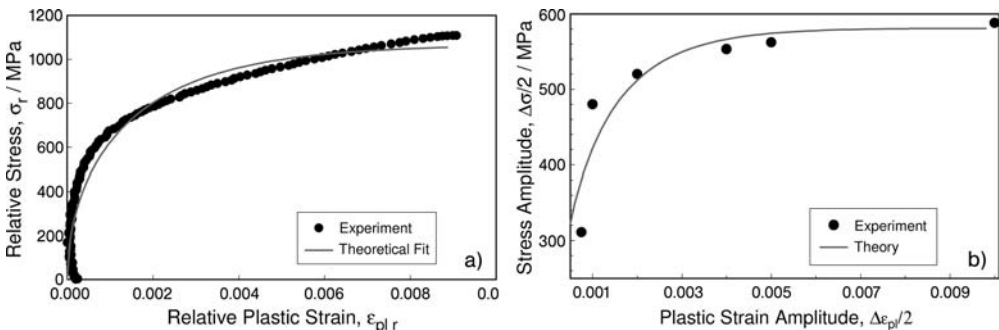 1200
1000
800
600
400
200
0
Relative Stress, σr / MPa
Experiment
Theoretical Fit
a)
0.000
0.002
0.004
0.006
0.008
0.0
Relative Plastic Strain, εpl r
600
500
400
300
Stress Amplitude, Δσ/2 / MPa
Experiment
Theory
b)
0.001
0.003
0.005
0.007
0.009
Plastic Strain Amplitude, Δεpl/2